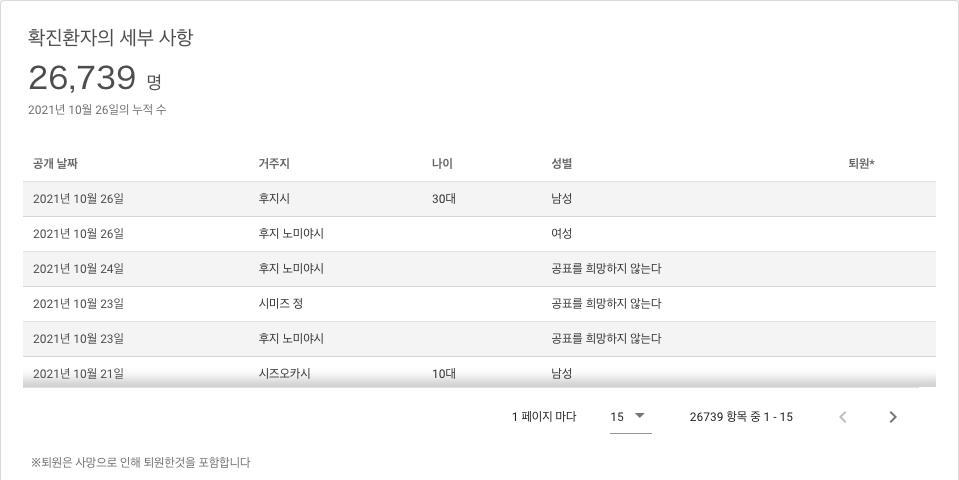 확진환자의 세부 사항
26,739 명
2021년 10월 26일의 누적 수
공개 날짜 거주지 나이 성별 퇴원*
2021년 10월 26일 후지시 30대 남성
2021년 10월 26일 후지 노미야시 여성
2021년 10월 24일 후지 노미야시 공표를 희망하지 않는다
2021년 10월 23일 시미즈 정 공표를 희망하지 않는다
2021년 10월 23일 후지 노미야시 공표를 희망하지 않는다
2021년 10월 21일 시즈오카시 10대 남성
1 페이지 마다 15 26739 항목 중 1 - 15
※퇴원은 사망으로 인해 퇴원한것을 포함합니다